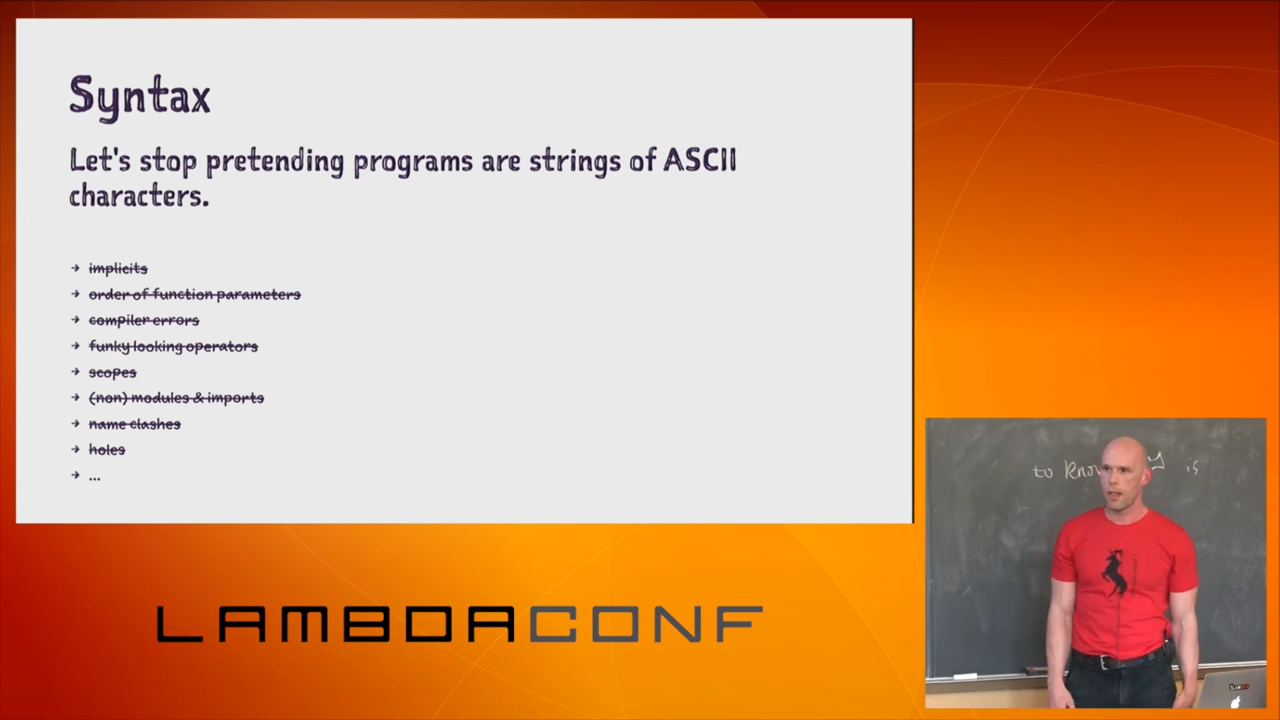 Syntax
Let's stop pretending programs are strings of ASCII
characters.
→ implicits
→ order of function parameters
→ compiler errors
→ funky looking operators
→ scopes
→ (non) modules & imports
→ name clashes
→ holes
→ ...
to is
LAMBDACONF